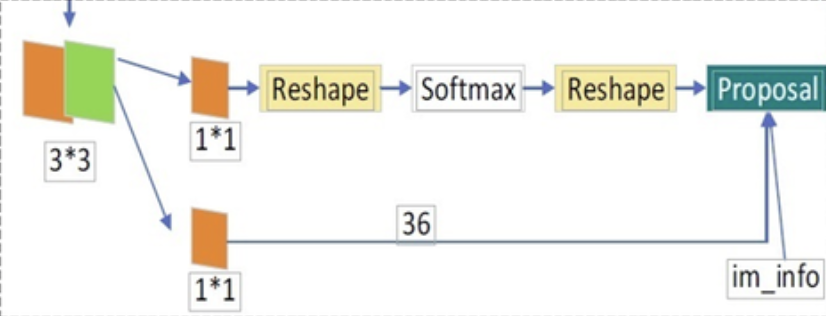 Reshape
Softmax
Reshape
Proposal
1*1
3*3
36
1*1
im_info